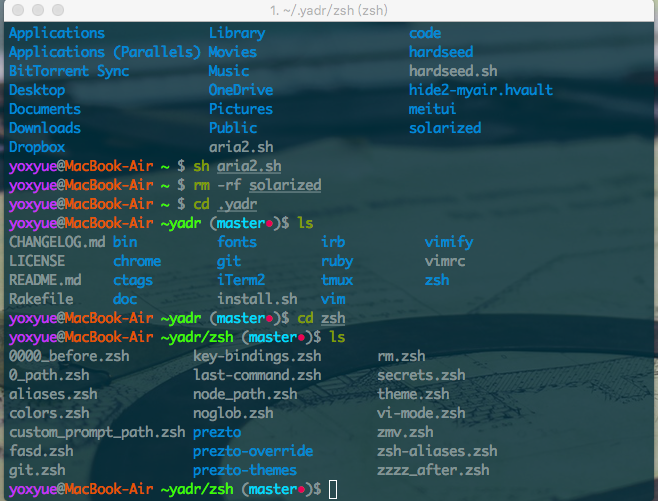 1. ~/.yadr/zsh (zsh)
Applications Library code
Applications (Parallels) Movies hardseed
BitTorrent Sync Music hardseed.sh
Desktop OneDrive hide2-myair.hvault
Documents Pictures meitui
Downloads Public solarized
Dropbox aria2.sh
yoxyue@MacBook-Air ~ $ sh aria2.sh
yoxyue@MacBook-Air ~ $ rm -rf solarized
yoxyue@MacBook-Air ~ $ cd .yadr
yoxyue@MacBook-Air ~yadr (master●)$ ls
CHANGELOG.md bin fonts irb vimify
LICENSE chrome git ruby vimrc
README.md ctags iTerm2 tmux zsh
Rakefile doc install.sh vim
yoxyue@MacBook-Air ~yadr (master●)$ cd zsh
yoxyue@MacBook-Air ~yadr/zsh (master●)$ ls
0000_before.zsh key-bindings.zsh rm.zsh
0_path.zsh last-command.zsh secrets.zsh
aliases.zsh node_path.zsh theme.zsh
colors.zsh noglob.zsh vi-mode.zsh
custom_prompt_path.zsh prezto zmv.zsh
fasd.zsh prezto-override zsh-aliases.zsh
git.zsh prezto-themes zzzz_after.zsh
yoxyue@MacBook-Air ~yadr/zsh (master●)$